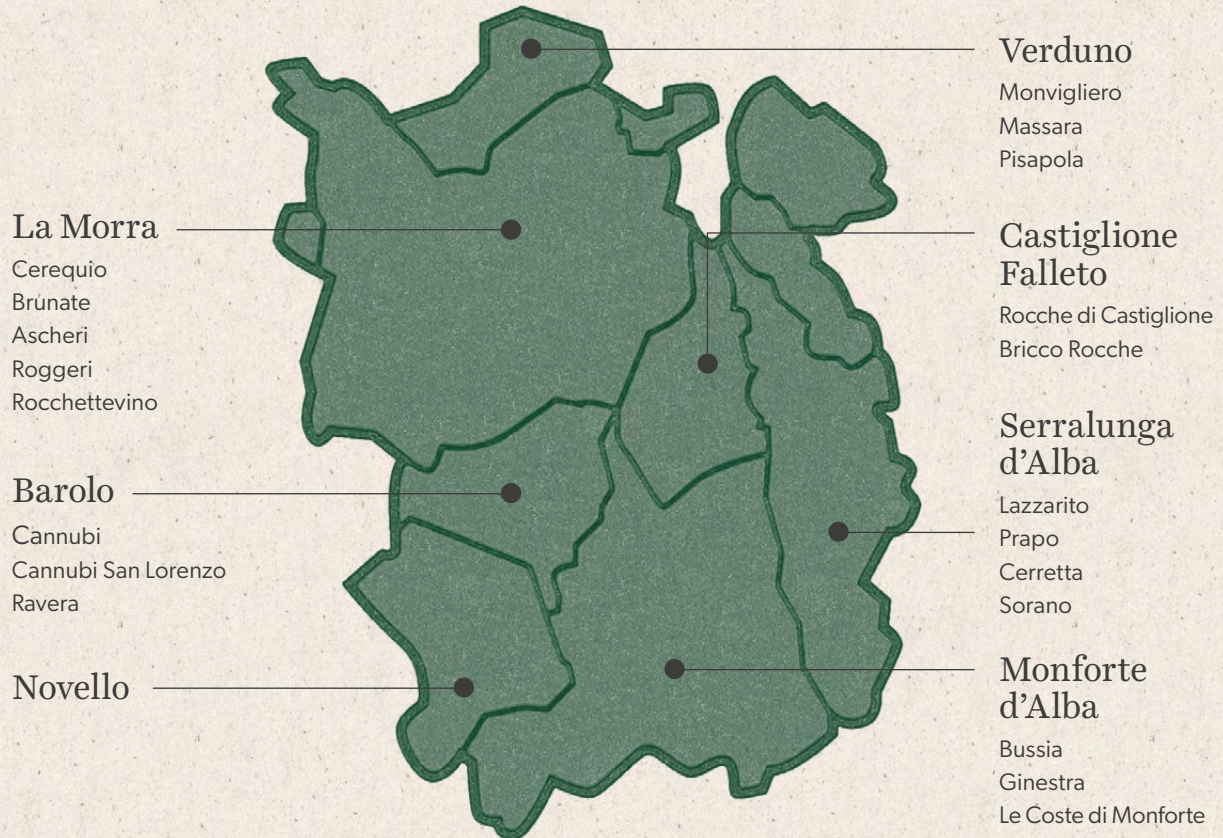 La Morra
Cerequio
Brunate
Ascheri
Roggeri
Rocchettevino
Barolo
Cannubi
Cannubi San Lorenzo
Ravera
Novello
Verduno
Monvigliero
Massara
Pisapola
Castiglione
Falleto
Rocche di Castiglione
Bricco Rocche
Serralunga
d’Alba
Lazzarito
Prapo
Cerretta
Sorano
Monforte
d’Alba
Bussia
Ginestra
Le Coste di Monforte